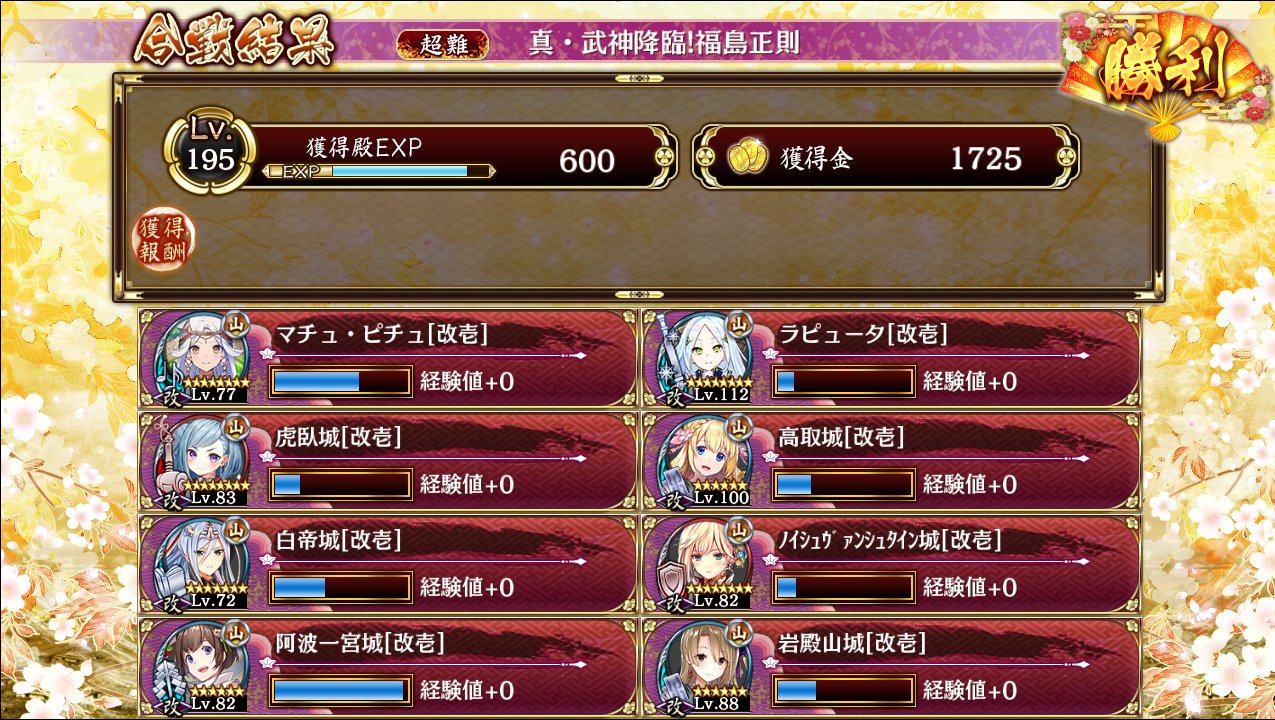 合戦結果
超難
真・武神降臨!福島正則
勝利
Lv.
195
獲得殿EXP
EXP
600
獲得金
1725
獲得
報酬
山
マチュ・ピチュ[改壱]
改
Lv.77
経験値+0
山
ラピュータ[改壱]
改
Lv.112
経験値+0
山
虎臥城[改壱]
改
Lv.83
経験値+0
山
高取城[改壱]
改
Lv.100
経験値+0
山
白帝城[改壱]
改
Lv.72
経験値+0
山
ﾉｲｼｭｳﾞｧﾝｼｭﾀｲﾝ城[改壱]
改
Lv.82
経験値+0
山
阿波一宮城[改壱]
改
Lv.82
経験値+0
山
岩殿山城[改壱]
改
Lv.88
経験値+0